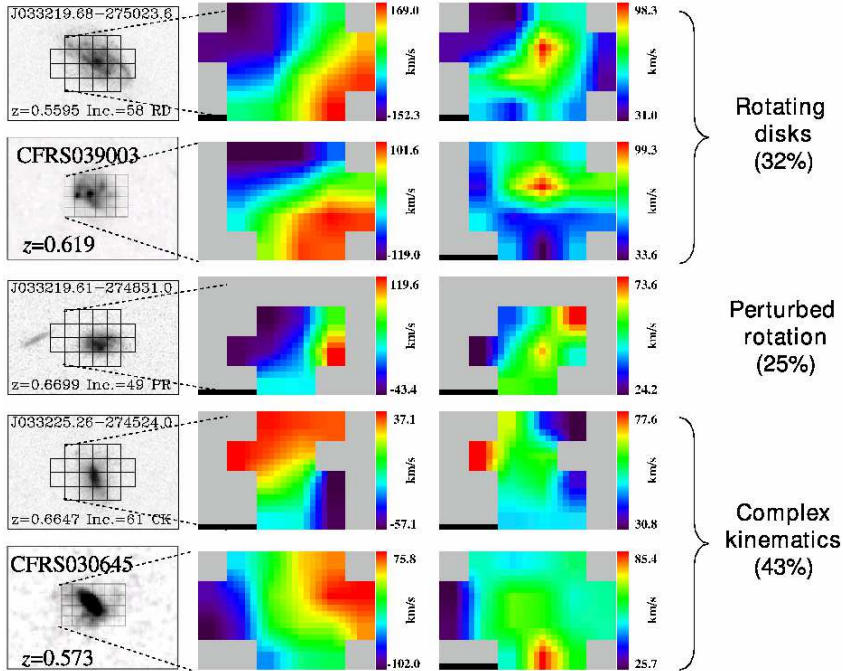 J033219.68-275023.6
z=0.5595 Inc.=58 RD
169.0
km/s
-152.3
98.3
km/s
31.0
CFRS039003
z=0.619
101.6
km/s
-119.0
99.3
km/s
33.6
Rotating
disks
(32%)
J033219.61-274831.0
z=0.6699 Inc.=49 PR
119.6
km/s
-43.4
73.6
km/s
24.2
Perturbed
rotation
(25%)
J033225.26-274524.0
z=0.6647 Inc.=61 CK
37.1
km/s
-57.1
77.6
km/s
30.8
CFRS030645
z=0.573
75.8
km/s
-102.0
85.4
km/s
25.7
Complex
kinematics
(43%)